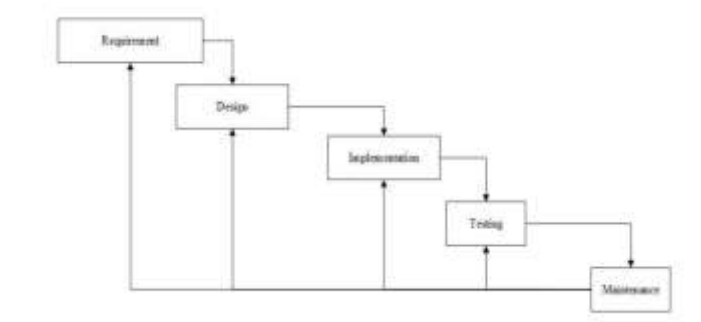 Requirement
Design
Implementation
Testing
Maintenance